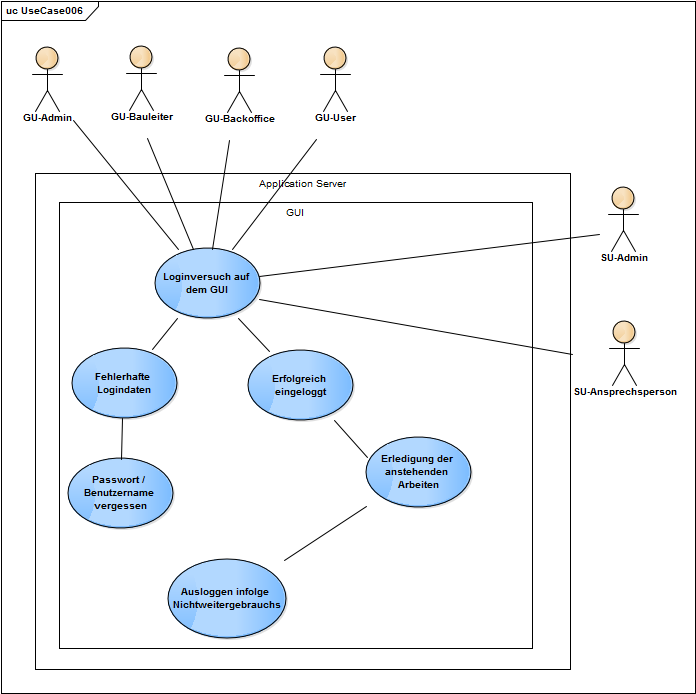 uc UseCase006
GU-Admin
GU-Bauleiter
GU-Backoffice
GU-User
Application Server
GUI
SU-Admin
Loginversuch auf
dem GUI
SU-Ansprechsperson
Fehlerhafte
Logindaten
Erfolgreich
eingeloggt
Erledigung der
anstehenden
Arbeiten
Passwort /
Benutzername
vergessen
Ausloggen infolge
Nichtweitergebrauchs